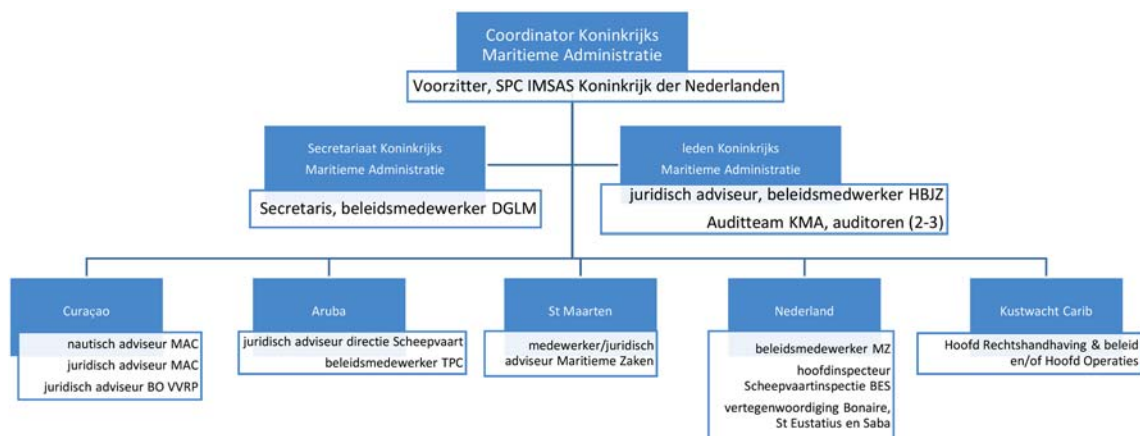 Coordinator Koninkrijks
Maritieme Administratie
Voorzitter, SPC IMSAS Koninkrijk der Nederlanden
Secretariaat Koninkrijks
Maritieme Administratie
Secretaris, beleidsmedewerker DGLM
leden Koninkrijks
Maritieme Administratie
juridisch adviseur, beleidsmedwerker HBJZ
Auditteam KMA, auditoren (2-3)
Curaçao
nautisch adviseur MAC
juridisch adviseur MAC
juridisch adviseur BO VVRP
Aruba
juridisch adviseur directie Scheepvaart
beleidsmedewerker TPC
St Maarten
medewerker/juridisch
adviseur Maritieme Zaken
Nederland
beleidsmedewerker MZ
hoofdinspecteur
Scheepvaartinspectie BES
vertegenwoordiging Bonaire,
St Eustatius en Saba
Kustwacht Carib
Hoofd Rechtshandhaving & beleid
en/of Hoofd Operaties